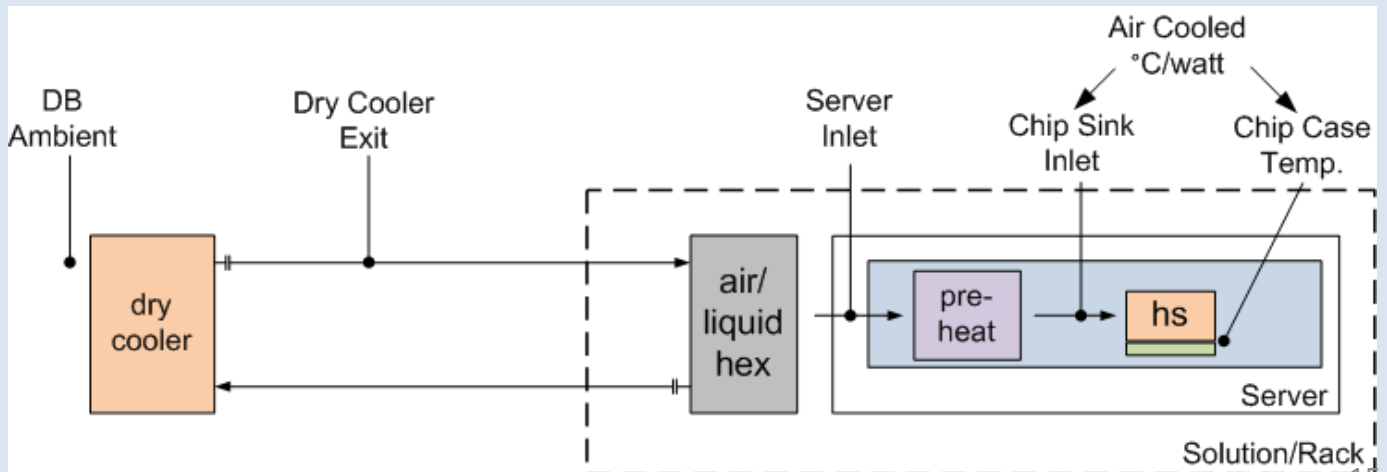 Air Cooled
°C/watt
DB
Ambient
Dry Cooler
Exit
Server
Inlet
Chip Sink
Inlet
Chip Case
Temp.
dry
cooler
air/
liquid
hex
pre-
heat
hs
Server
Solution/Rack